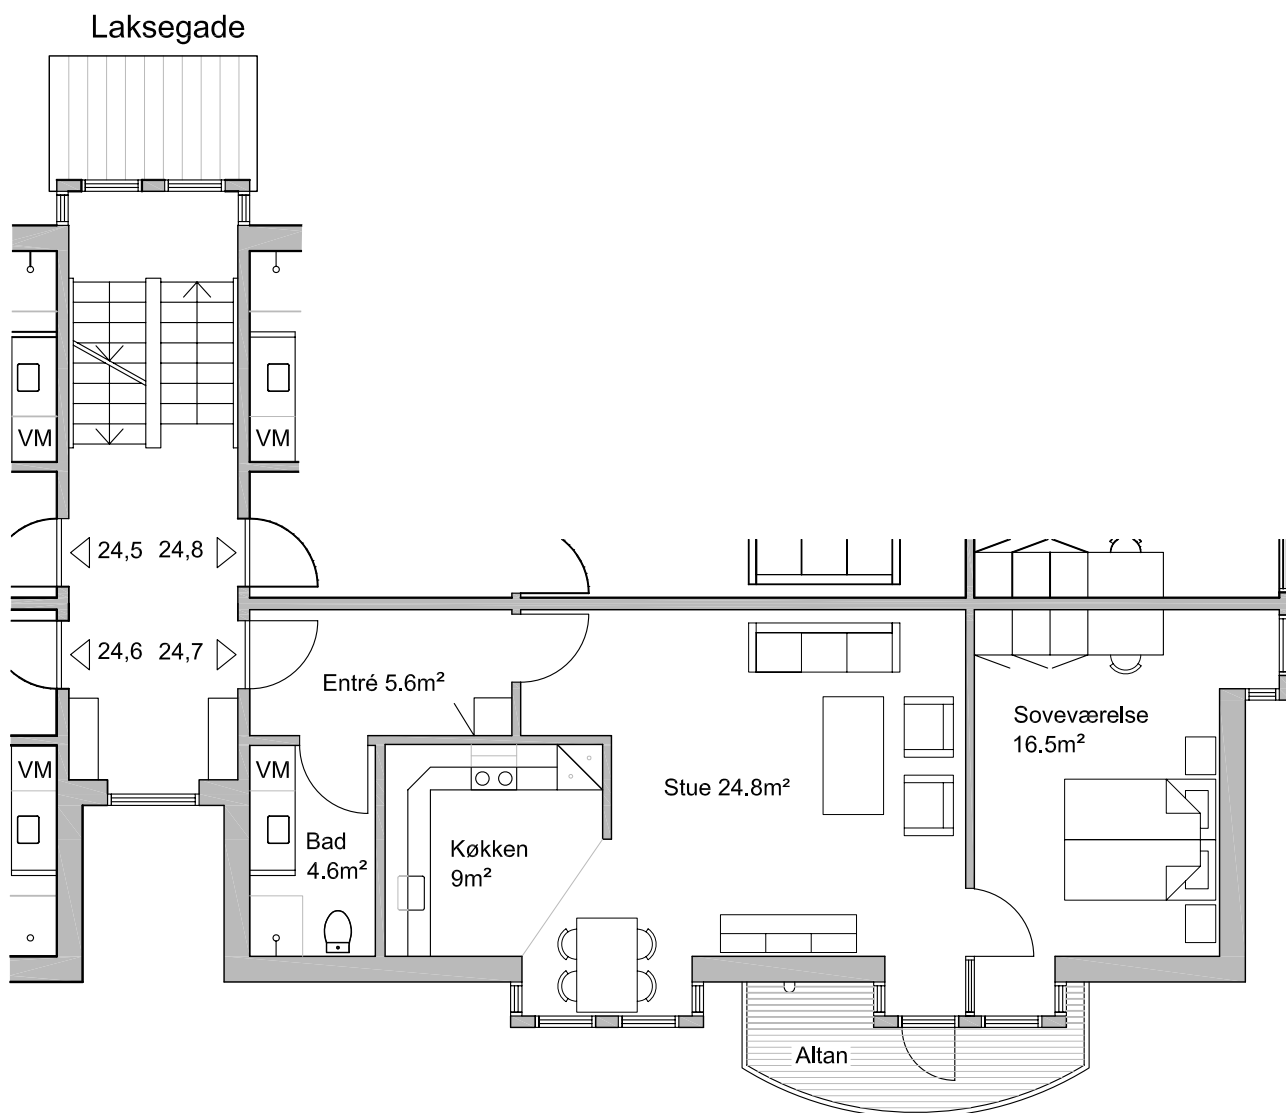 Laksegade
VM
VM
24,5 24,8
24,6 24,7
Entré 5.6m²
Soveværelse
16.5m²
VM
VM
Stue 24.8m²
Bad
4.6m²
Køkken
9m²
Altan